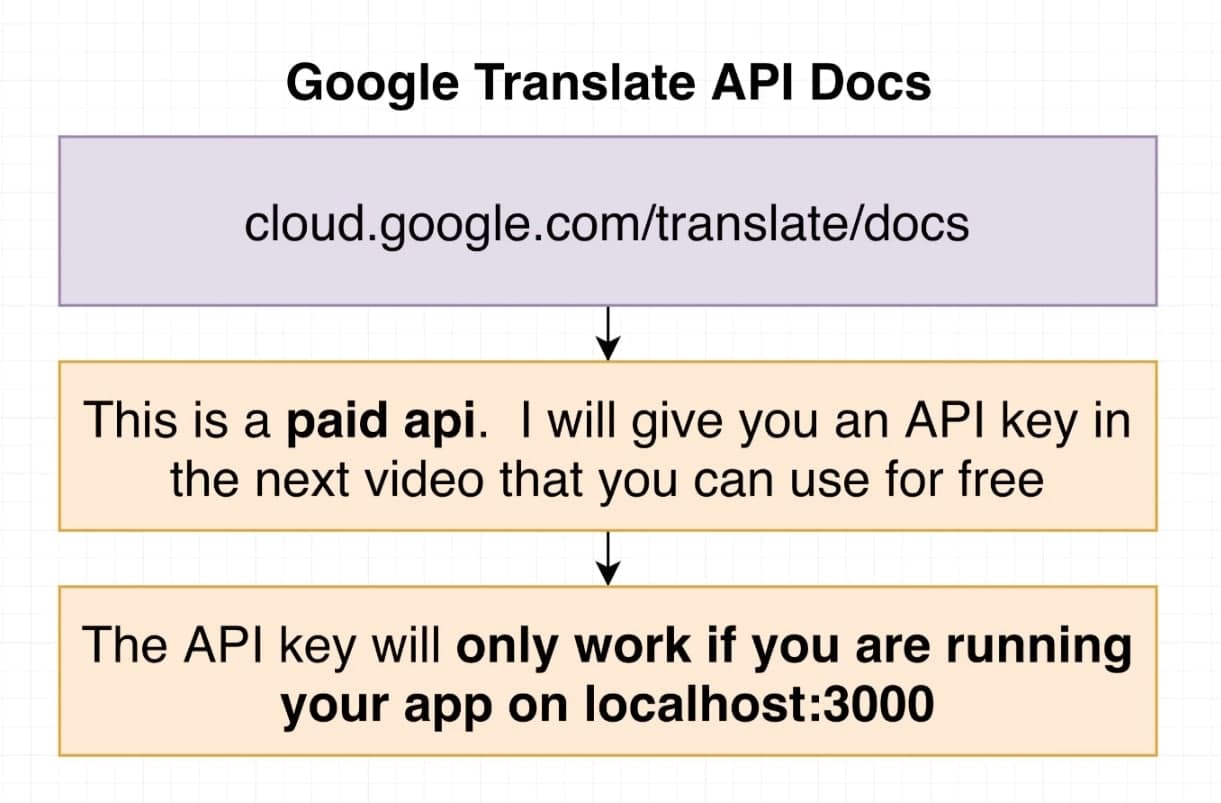 Google Translate API Docs
cloud.google.com/translate/docs
This is a paid api.  I will give you an API key in
the next video that you can use for free
The API key will only work if you are running
your app on localhost:3000